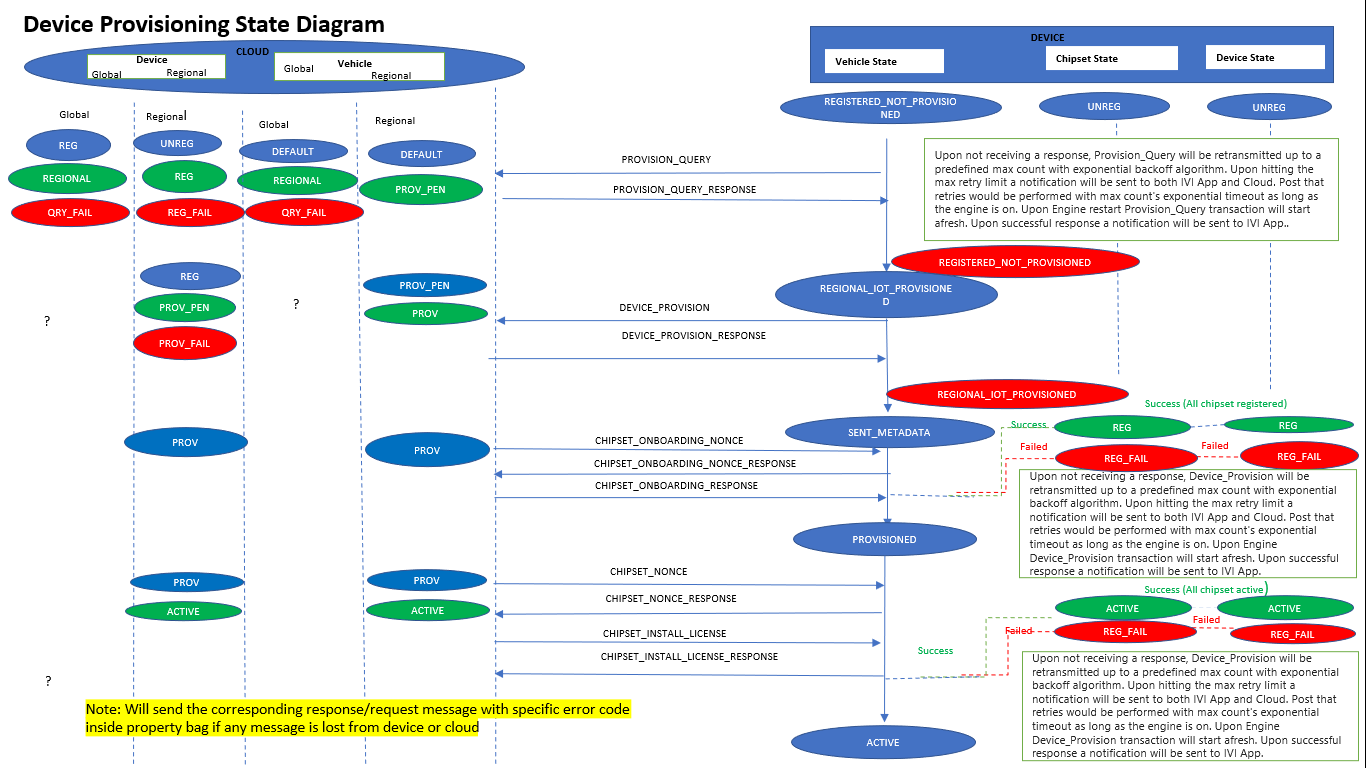 Device Provisioning State Diagram
CLOUD
Device
Global
Regional
Vehicle
Global
Regional
DEVICE
Vehicle State
Chipset State
Device State
Global
Regional
Global
Regional
REG
UNREG
DEFAULT
DEFAULT
REGIONAL
REG
REGIONAL
PROV_PEN
QRY_FAIL
REG_FAIL
QRY_FAIL
REGISTERED_NOT_PROVISIO
NED
UNREG
UNREG
PROVISION_QUERY
PROVISION_QUERY_RESPONSE
Upon not receiving a response, Provision_Query will be retransmitted up to a
predefined max count with exponential backoff algorithm. Upon hitting the
max retry limit a notification will be sent to both IVI App and Cloud. Post that
retries would be performed with max count's exponential timeout as long as
the engine is on. Upon Engine restart Provision_Query transaction will start
afresh. Upon successful response a notification will be sent to IVI App..
REGISTERED_NOT_PROVISIONED
REG
PROV_PEN
PROV_FAIL
?
?
PROV_PEN
PROV
REGIONAL_IOT_PROVISIONE
D
DEVICE_PROVISION
DEVICE_PROVISION_RESPONSE
REGIONAL_IOT_PROVISIONED
Success (All chipset registered)
PROV
PROV
SENT_METADATA
Success
REG
REG
Failed
REG_FAIL
Failed
REG_FAIL
CHIPSET_ONBOARDING_NONCE
CHIPSET_ONBOARDING_NONCE_RESPONSE
CHIPSET_ONBOARDING_RESPONSE
Upon not receiving a response, Device_Provision will be
retransmitted up to a predefined max count with exponential
backoff algorithm. Upon hitting the max retry limit a
notification will be sent to both IVI App and Cloud. Post that
retries would be performed with max count's exponential
timeout as long as the engine is on. Upon Engine
Device_Provision transaction will start afresh. Upon successful
response a notification will be sent to IVI App.
PROVISIONED
PROV
PROV
ACTIVE
ACTIVE
CHIPSET_NONCE
CHIPSET_NONCE_RESPONSE
CHIPSET_INSTALL_LICENSE
CHIPSET_INSTALL_LICENSE_RESPONSE
Success (All chipset active)
ACTIVE
ACTIVE
Failed
REG_FAIL
Failed
REG_FAIL
Success
Upon not receiving a response, Device_Provision will be
retransmitted up to a predefined max count with exponential
backoff algorithm. Upon hitting the max retry limit a
notification will be sent to both IVI App and Cloud. Post that
retries would be performed with max count's exponential
timeout as long as the engine is on. Upon Engine
Device_Provision transaction will start afresh. Upon successful
response a notification will be sent to IVI App.
?
Note: Will send the corresponding response/request message with specific error code
inside property bag if any message is lost from device or cloud
ACTIVE